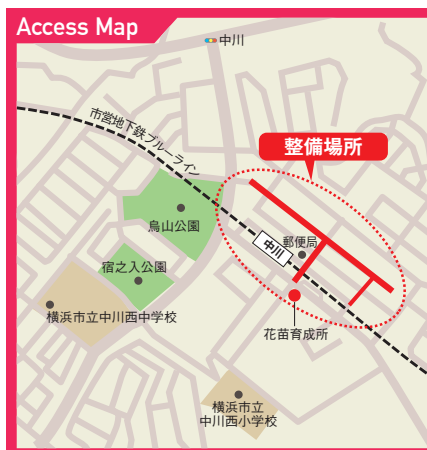 Access Map
中川
市営地下鉄ブルーライン
整備場所
烏山公園
中川
郵便局
宿之入公園
横浜市立中川西中学校
花苗育成所
横浜市立
中川西小学校